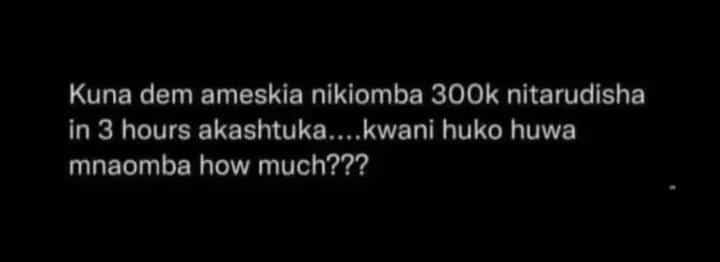 Kuna dem ameskia nikiomba 300k nitarudisha
in 3 hours akashtuka....kwani huko huwa
mnaomba how much???